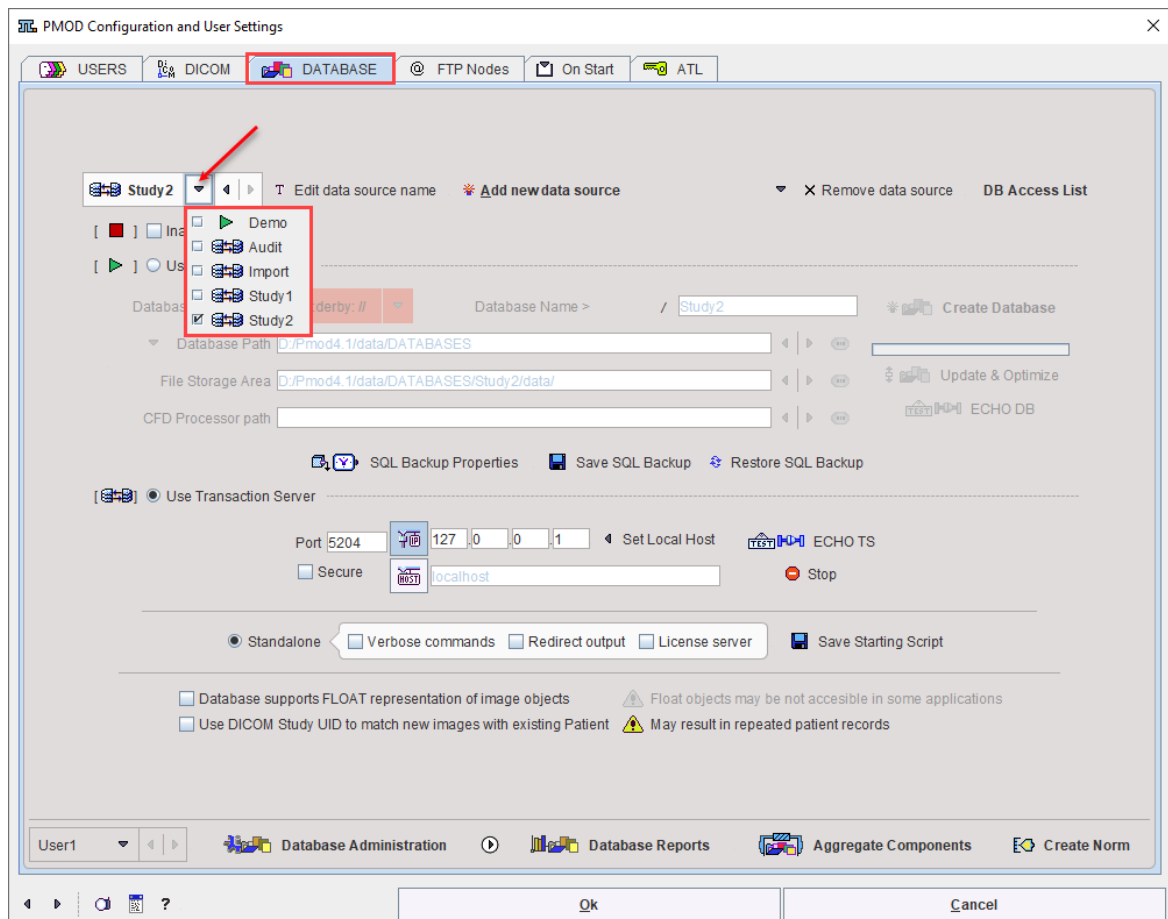 PMOD Configuration and User Settings
USERS DICOM DATABASE @ FTP Nodes On Start ATL
Study2 T Edit data source name Add new data source Remove data source DB Access List
Demo
[ ] Ina
Audit
[ ] Us
Import
Study1
Databas derby: // Database Name > / Study2 Create Database
Study2
Database Path D:/Pmod4.1/data/DATABASES
File Storage Area D:/Pmod4.1/data/DATABASES/Study2/data/ Update & Optimize
CFD Processor path TEST ECHO DB
SQL Backup Properties Save SQL Backup Restore SQL Backup
[ ] Use Transaction Server
Port 5204 IP 127 .0 .0 .1 Set Local Host TEST ECHO TS
Secure HOST localhost Stop
Standalone Verbose commands Redirect output License server Save Starting Script
Database supports FLOAT representation of image objects Float objects may be not accesible in some applications
Use DICOM Study UID to match new images with existing Patient May result in repeated patient records
User1 Database Administration Database Reports Aggregate Components Create Norm
? Ok Cancel